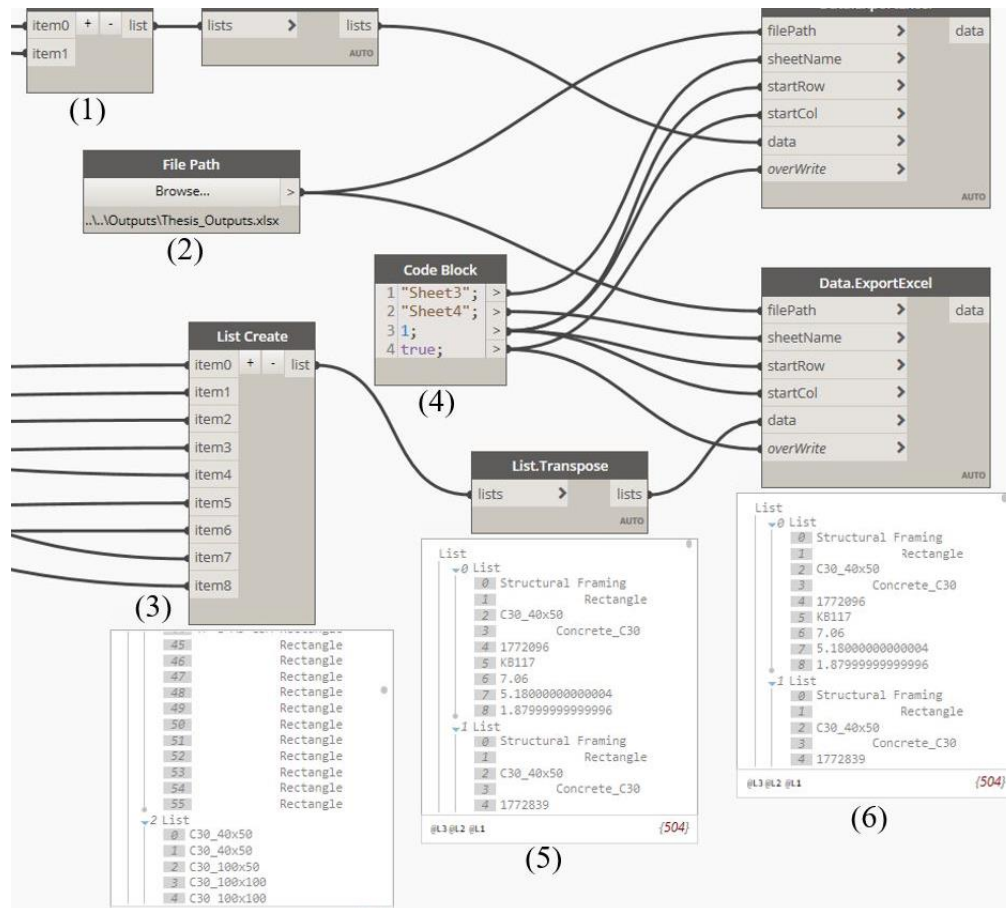 item0 + - list
item1
(1)
lists > lists
AUTO
File Path
Browse... >
..\..\Outputs\Thesis_Outputs.xlsx
(2)
filePath > data
sheetName >
startRow >
startCol >
data >
overWrite >
AUTO
Code Block
1 "Sheet3"; >
2 "Sheet4"; >
3 1; >
4 true; >
(4)
List Create
item0 + - list
item1
item2
item3
item4
item5
item6
item7
item8
(3)
Rectangle
45 Rectangle
46 Rectangle
47 Rectangle
48 Rectangle
49 Rectangle
50 Rectangle
51 Rectangle
52 Rectangle
53 Rectangle
54 Rectangle
55 Rectangle
2 List
0 C30_40x50
1 C30_40x50
2 C30_100x50
3 C30_100x100
4 C30_100x100
List.Transpose
lists > lists
AUTO
List
0 List
0 Structural Framing
1 Rectangle
2 C30_40x50
3 Concrete_C30
4 1772096
5 KB117
6 7.06
7 5.18000000000004
8 1.87999999999996
1 List
0 Structural Framing
1 Rectangle
2 C30_40x50
3 Concrete_C30
4 1772839
@L3 @L2 @L1 {504}
(5)
Data.ExportExcel
filePath > data
sheetName >
startRow >
startCol >
data >
overWrite >
AUTO
List
0 List
0 Structural Framing
1 Rectangle
2 C30_40x50
3 Concrete_C30
4 1772096
5 KB117
6 7.06
7 5.18000000000004
8 1.87999999999996
1 List
0 Structural Framing
1 Rectangle
2 C30_40x50
3 Concrete_C30
4 1772839
@L3 @L2 @L1 {504}
(6)